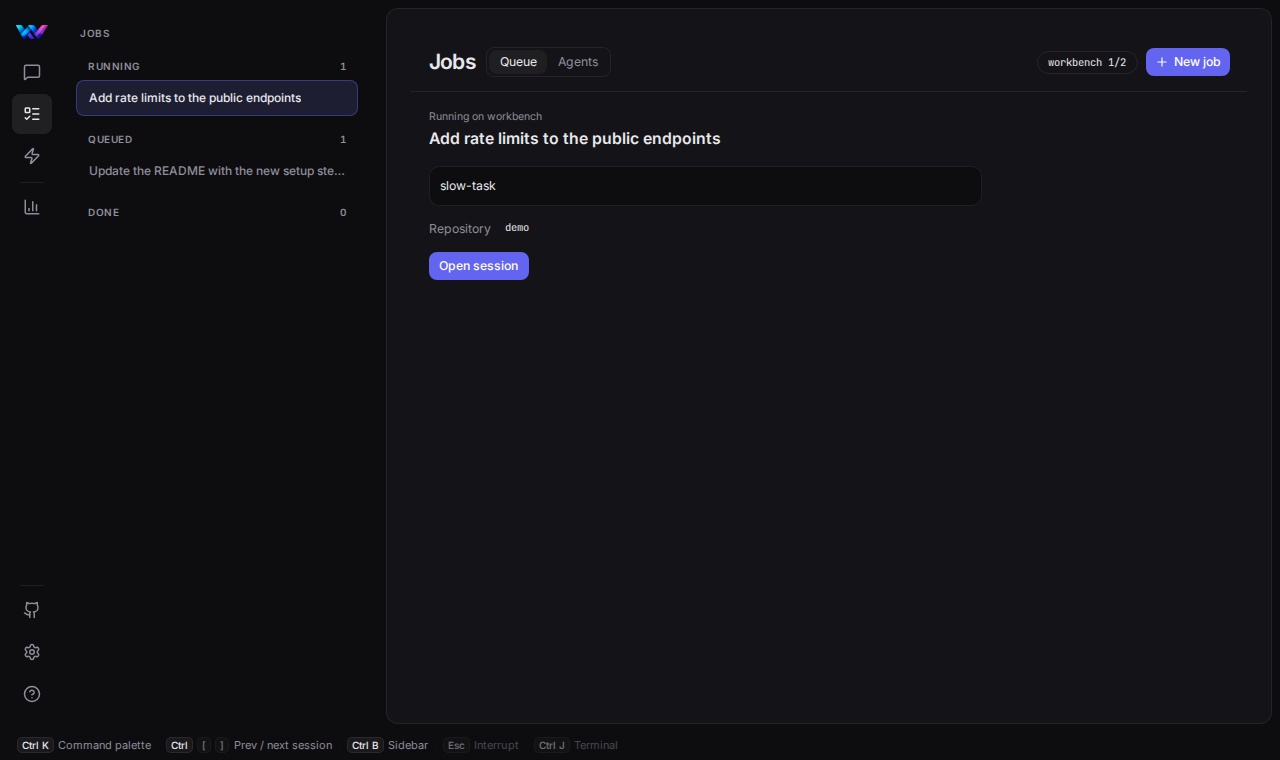 JOBS
RUNNING 1
Add rate limits to the public endpoints
QUEUED 1
Update the README with the new setup ste...
DONE 0
Jobs Queue Agents workbench 1/2 + New job
Running on workbench
Add rate limits to the public endpoints
slow-task
Repository demo
Open session
Ctrl K Command palette Ctrl [ ] Prev / next session Ctrl B Sidebar Esc Interrupt Ctrl J Terminal